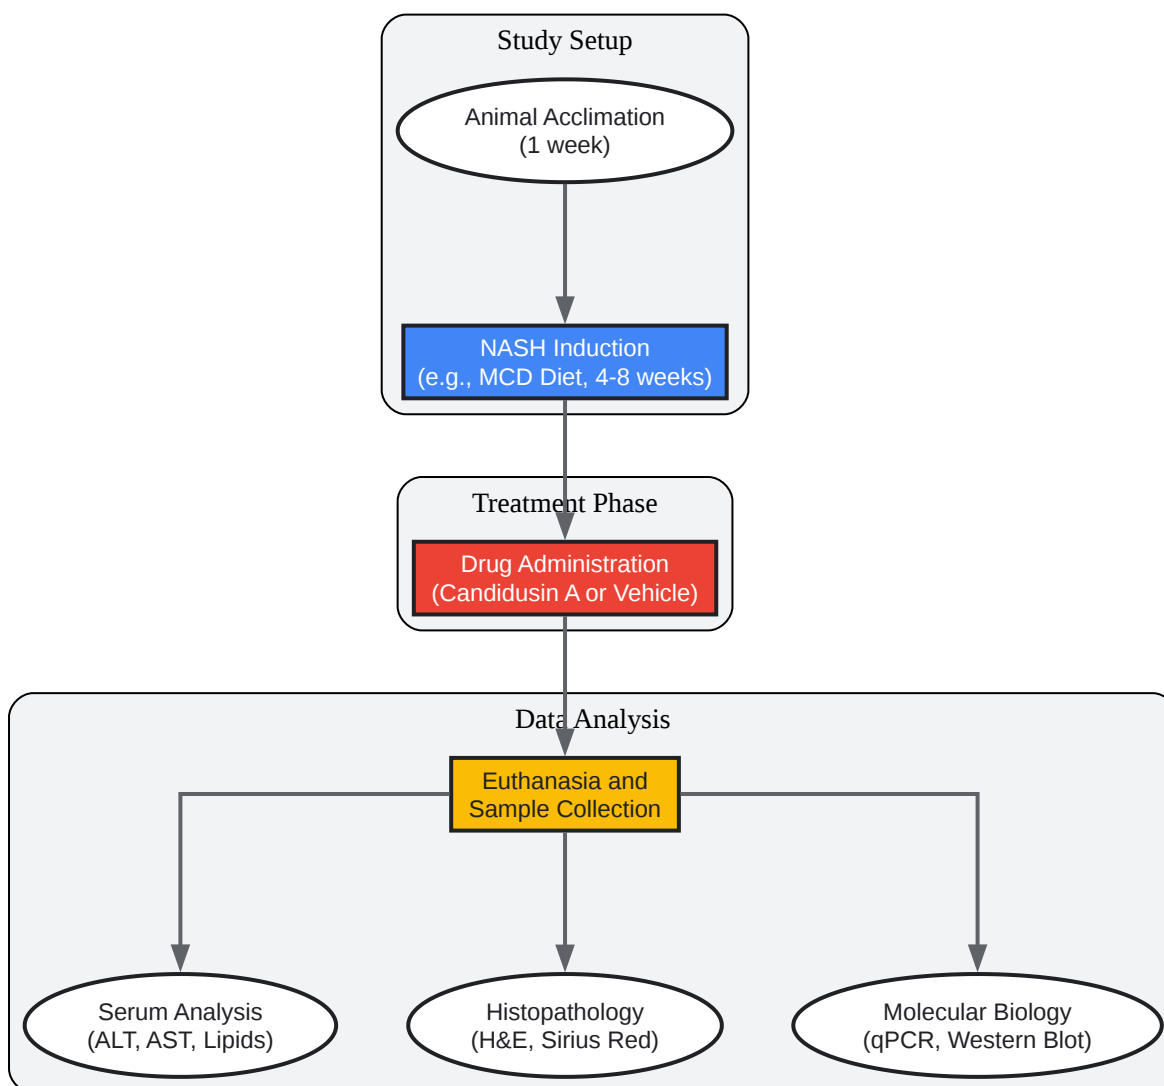 Study Setup
Animal Acclimation
(1 week)
NASH Induction
(e.g., MCD Diet, 4-8 weeks)
Treatment Phase
Drug Administration
(Candidusin A or Vehicle)
Data Analysis
Euthanasia and
Sample Collection
Serum Analysis
(ALT, AST, Lipids)
Histopathology
(H&E, Sirius Red)
Molecular Biology
(qPCR, Western Blot)